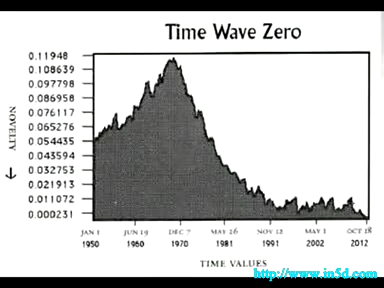 Time Wave Zero
0.11948
0.108639
0.097798
0.086958
0.076117
0.065276
0.054435
0.043594
0.032753
0.021913
0.011072
0.000231
NOVELTY
JAN 1 JUN 19 DEC 7 MAY 26 NOV 12 MAY 1 OCT 18
1950 1960 1970 1981 1991 2002 2012
TIME VALUES
http://www.in5d.com